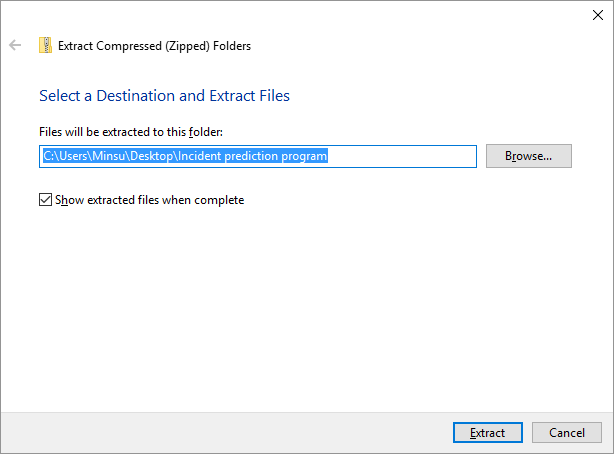 Extract Compressed (Zipped) Folders
Select a Destination and Extract Files
Files will be extracted to this folder:
C:\Users\Minsu\Desktop\Incident prediction program
Browse...
Show extracted files when complete
Extract
Cancel